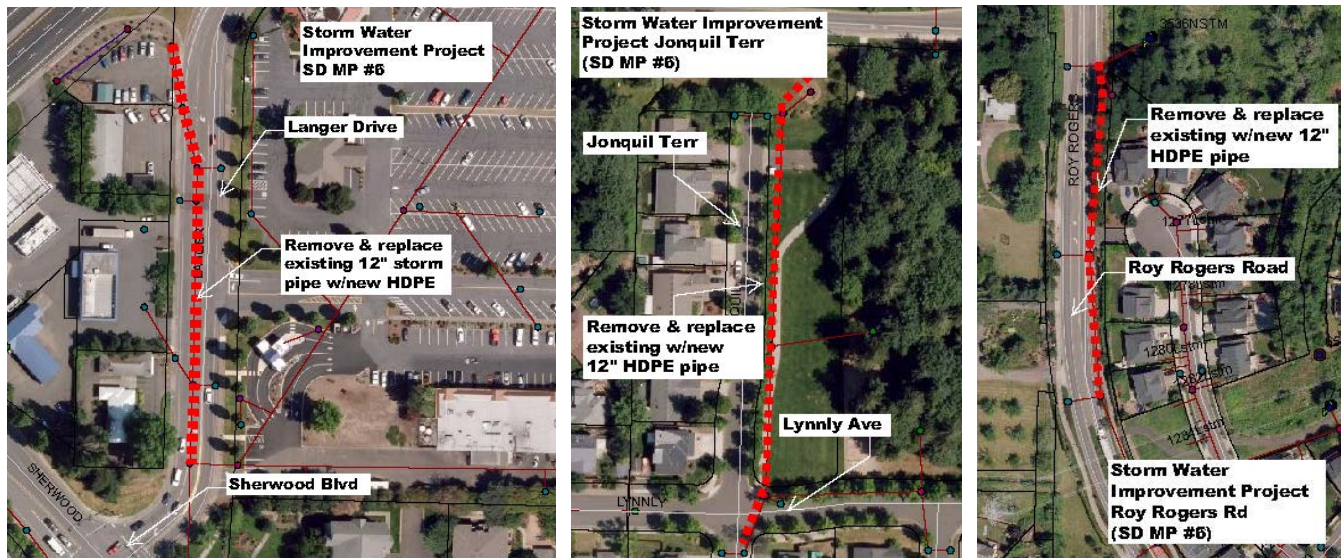 Storm Water
Improvement Project
SD MP #6
Langer Drive
Remove & replace
existing 12" storm
pipe w/new HDPE
SHERWOOD
Sherwood Blvd
Storm Water Improvement
Project Jonquil Terr
(SD MP #6)
Jonquil Terr
Remove & replace
existing w/new
12" HDPE pipe
Lynnly Ave
LYNNLY
3536NSTM
ROY ROGERS
Remove & replace
existing w/new 12"
HDPE pipe
Roy Rogers Road
Storm Water
Improvement Project
Roy Rogers Rd
(SD MP #6)